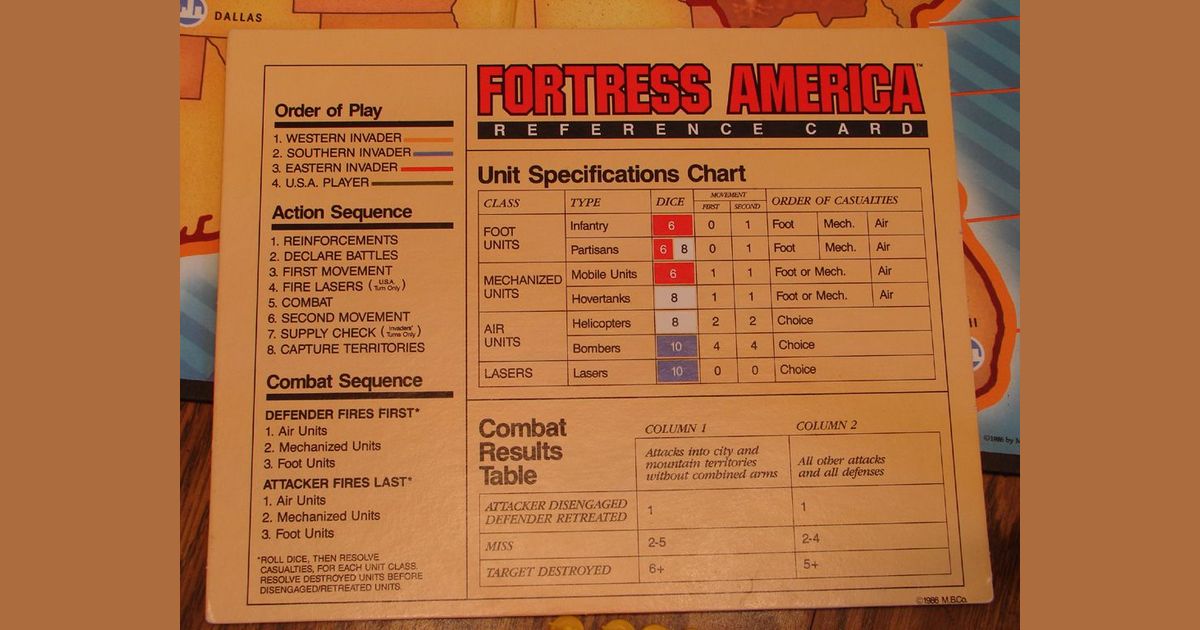 DALLAS
FORTRESS AMERICA™
REFERENCE CARD
Order of Play
1. WESTERN INVADER
2. SOUTHERN INVADER
3. EASTERN INVADER
4. U.S.A. PLAYER
Action Sequence
1. REINFORCEMENTS
2. DECLARE BATTLES
3. FIRST MOVEMENT
4. FIRE LASERS (U.S.A. Turn Only)
5. COMBAT
6. SECOND MOVEMENT
7. SUPPLY CHECK (Invaders' Turns Only)
8. CAPTURE TERRITORIES
Combat Sequence
DEFENDER FIRES FIRST*
1. Air Units
2. Mechanized Units
3. Foot Units
ATTACKER FIRES LAST*
1. Air Units
2. Mechanized Units
3. Foot Units
*ROLL DICE, THEN RESOLVE
CASUALTIES, FOR EACH UNIT CLASS.
RESOLVE DESTROYED UNITS BEFORE
DISENGAGED/RETREATED UNITS.
Unit Specifications Chart
CLASS TYPE DICE MOVEMENT FIRST SECOND ORDER OF CASUALTIES
FOOT UNITS
Infantry 6 0 1 Foot Mech. Air
Partisans 6 8 0 1 Foot Mech. Air
MECHANIZED UNITS
Mobile Units 6 1 1 Foot or Mech. Air
Hovertanks 8 1 1 Foot or Mech. Air
AIR UNITS
Helicopters 8 2 2 Choice
Bombers 10 4 4 Choice
LASERS Lasers 10 0 0 Choice
Combat
Results
Table
COLUMN 1
Attacks into city and
mountain territories
without combined arms
COLUMN 2
All other attacks
and all defenses
ATTACKER DISENGAGED
DEFENDER RETREATED 1 1
MISS 2-5 2-4
TARGET DESTROYED 6+ 5+
©1986 M.B.Co.
©1986 by M